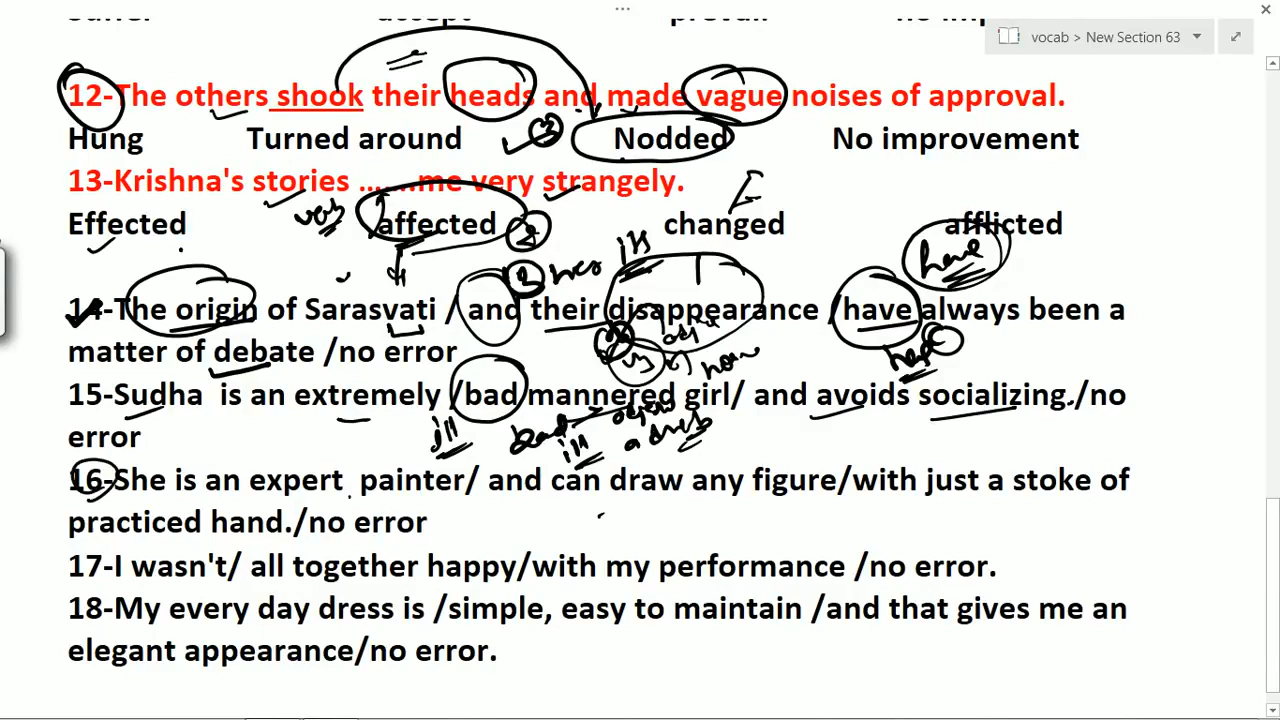 vocab > New Section 63
12-The others shook their heads and made vague noises of approval.
Hung Turned around Nodded No improvement
13-Krishna's stories .......me very strangely.
Effected affected changed afflicted
have
14-The origin of Sarasvati / and their disappearance /have always been a
matter of debate /no error
15-Sudha is an extremely /bad mannered girl/ and avoids socializing./no
error
ill bad ill a dress
16-She is an expert painter/ and can draw any figure/with just a stoke of
practiced hand./no error
17-I wasn't/ all together happy/with my performance /no error.
18-My every day dress is /simple, easy to maintain /and that gives me an
elegant appearance/no error.